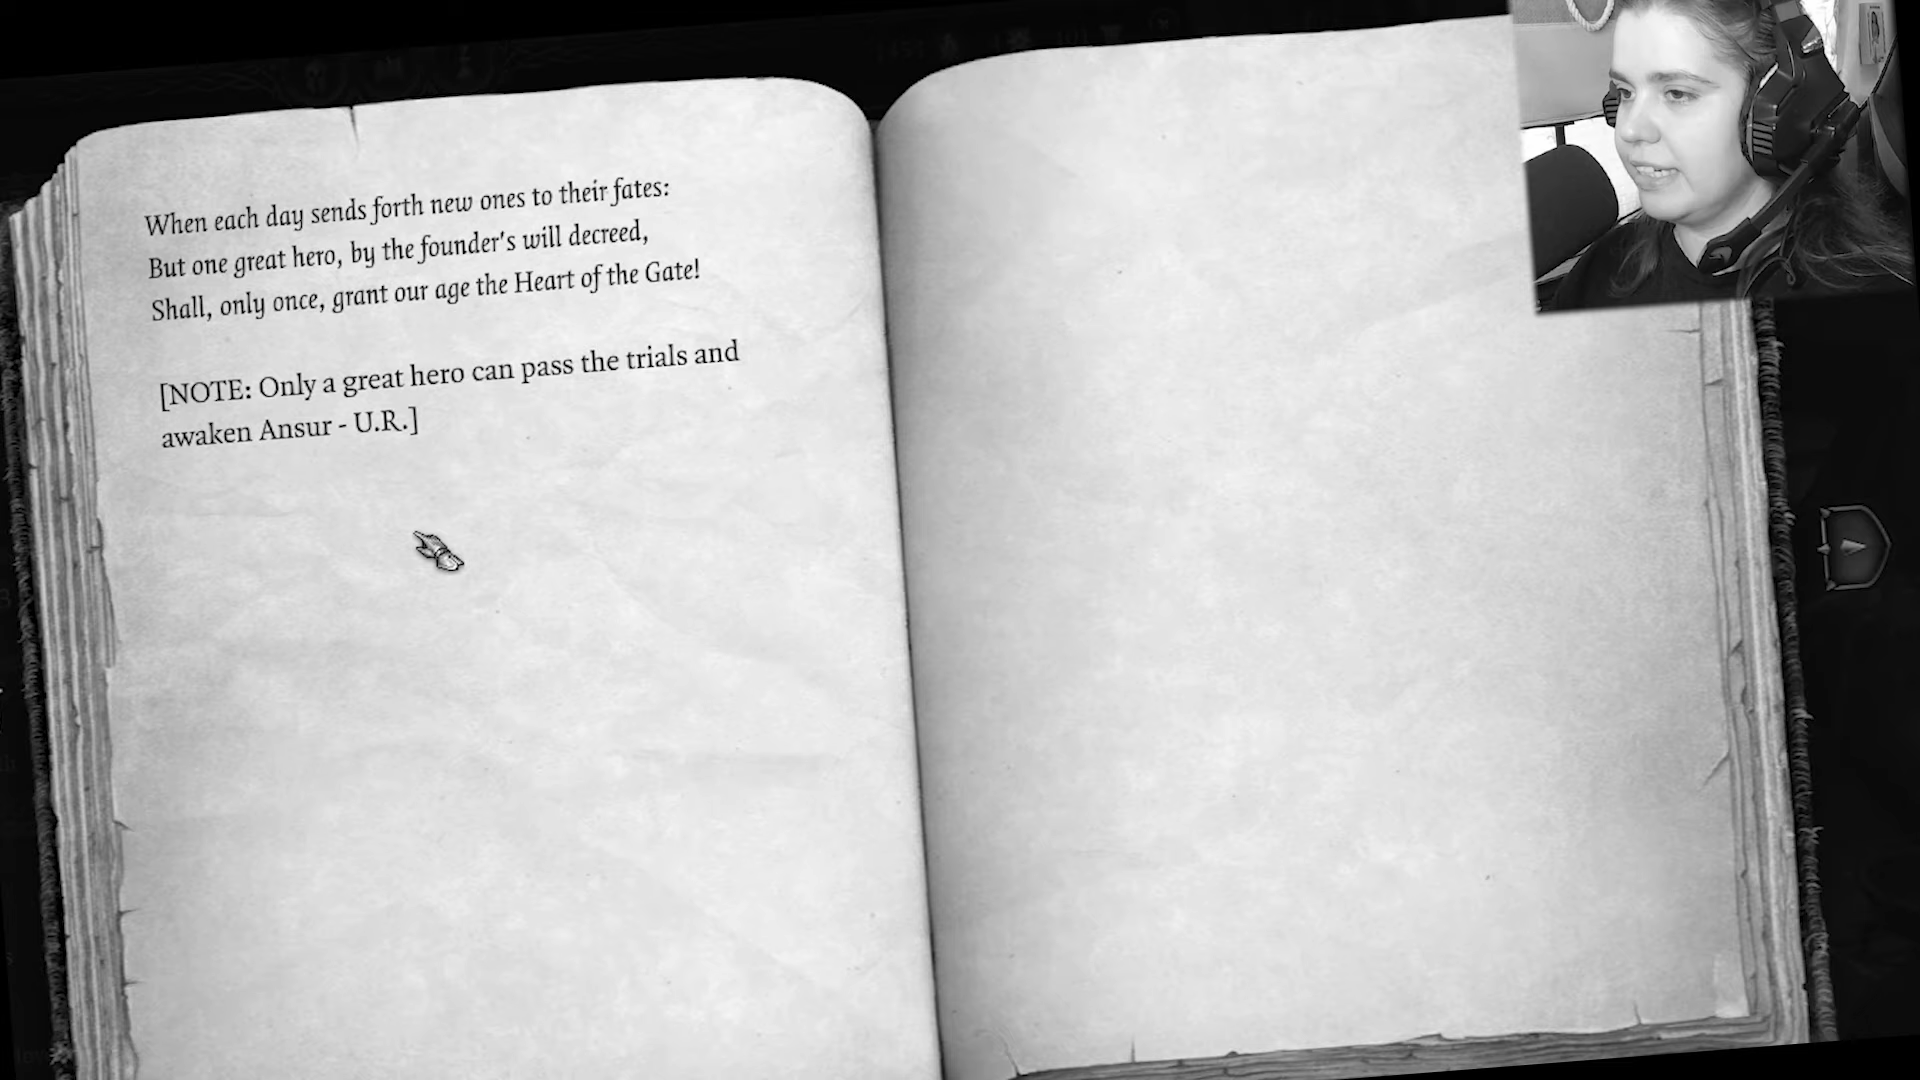 When each day sends forth new ones to their fates:
But one great hero, by the founder's will decreed,
Shall, only once, grant our age the Heart of the Gate!
[NOTE: Only a great hero can pass the trials and
awaken Ansur - U.R.]